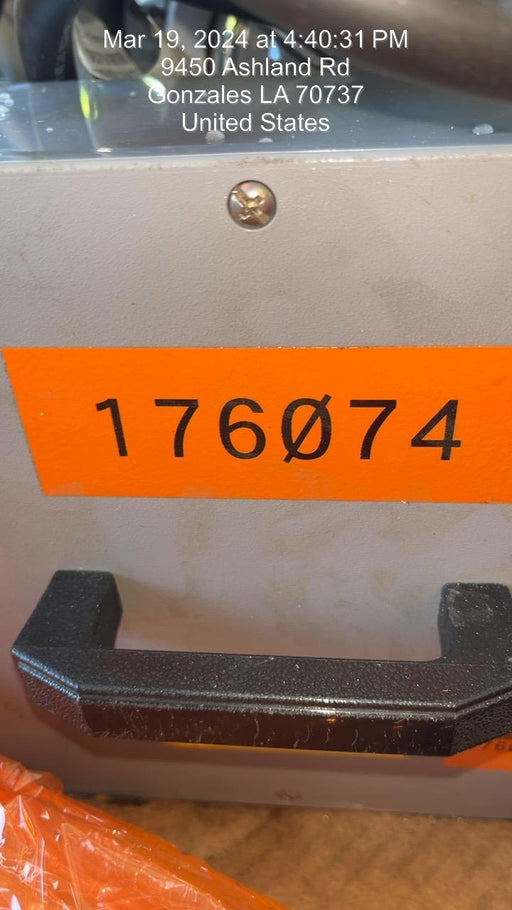 Mar 19, 2024 at 4:40:31 PM
9450 Ashland Rd
Gonzales LA 70737
United States
176Ø74